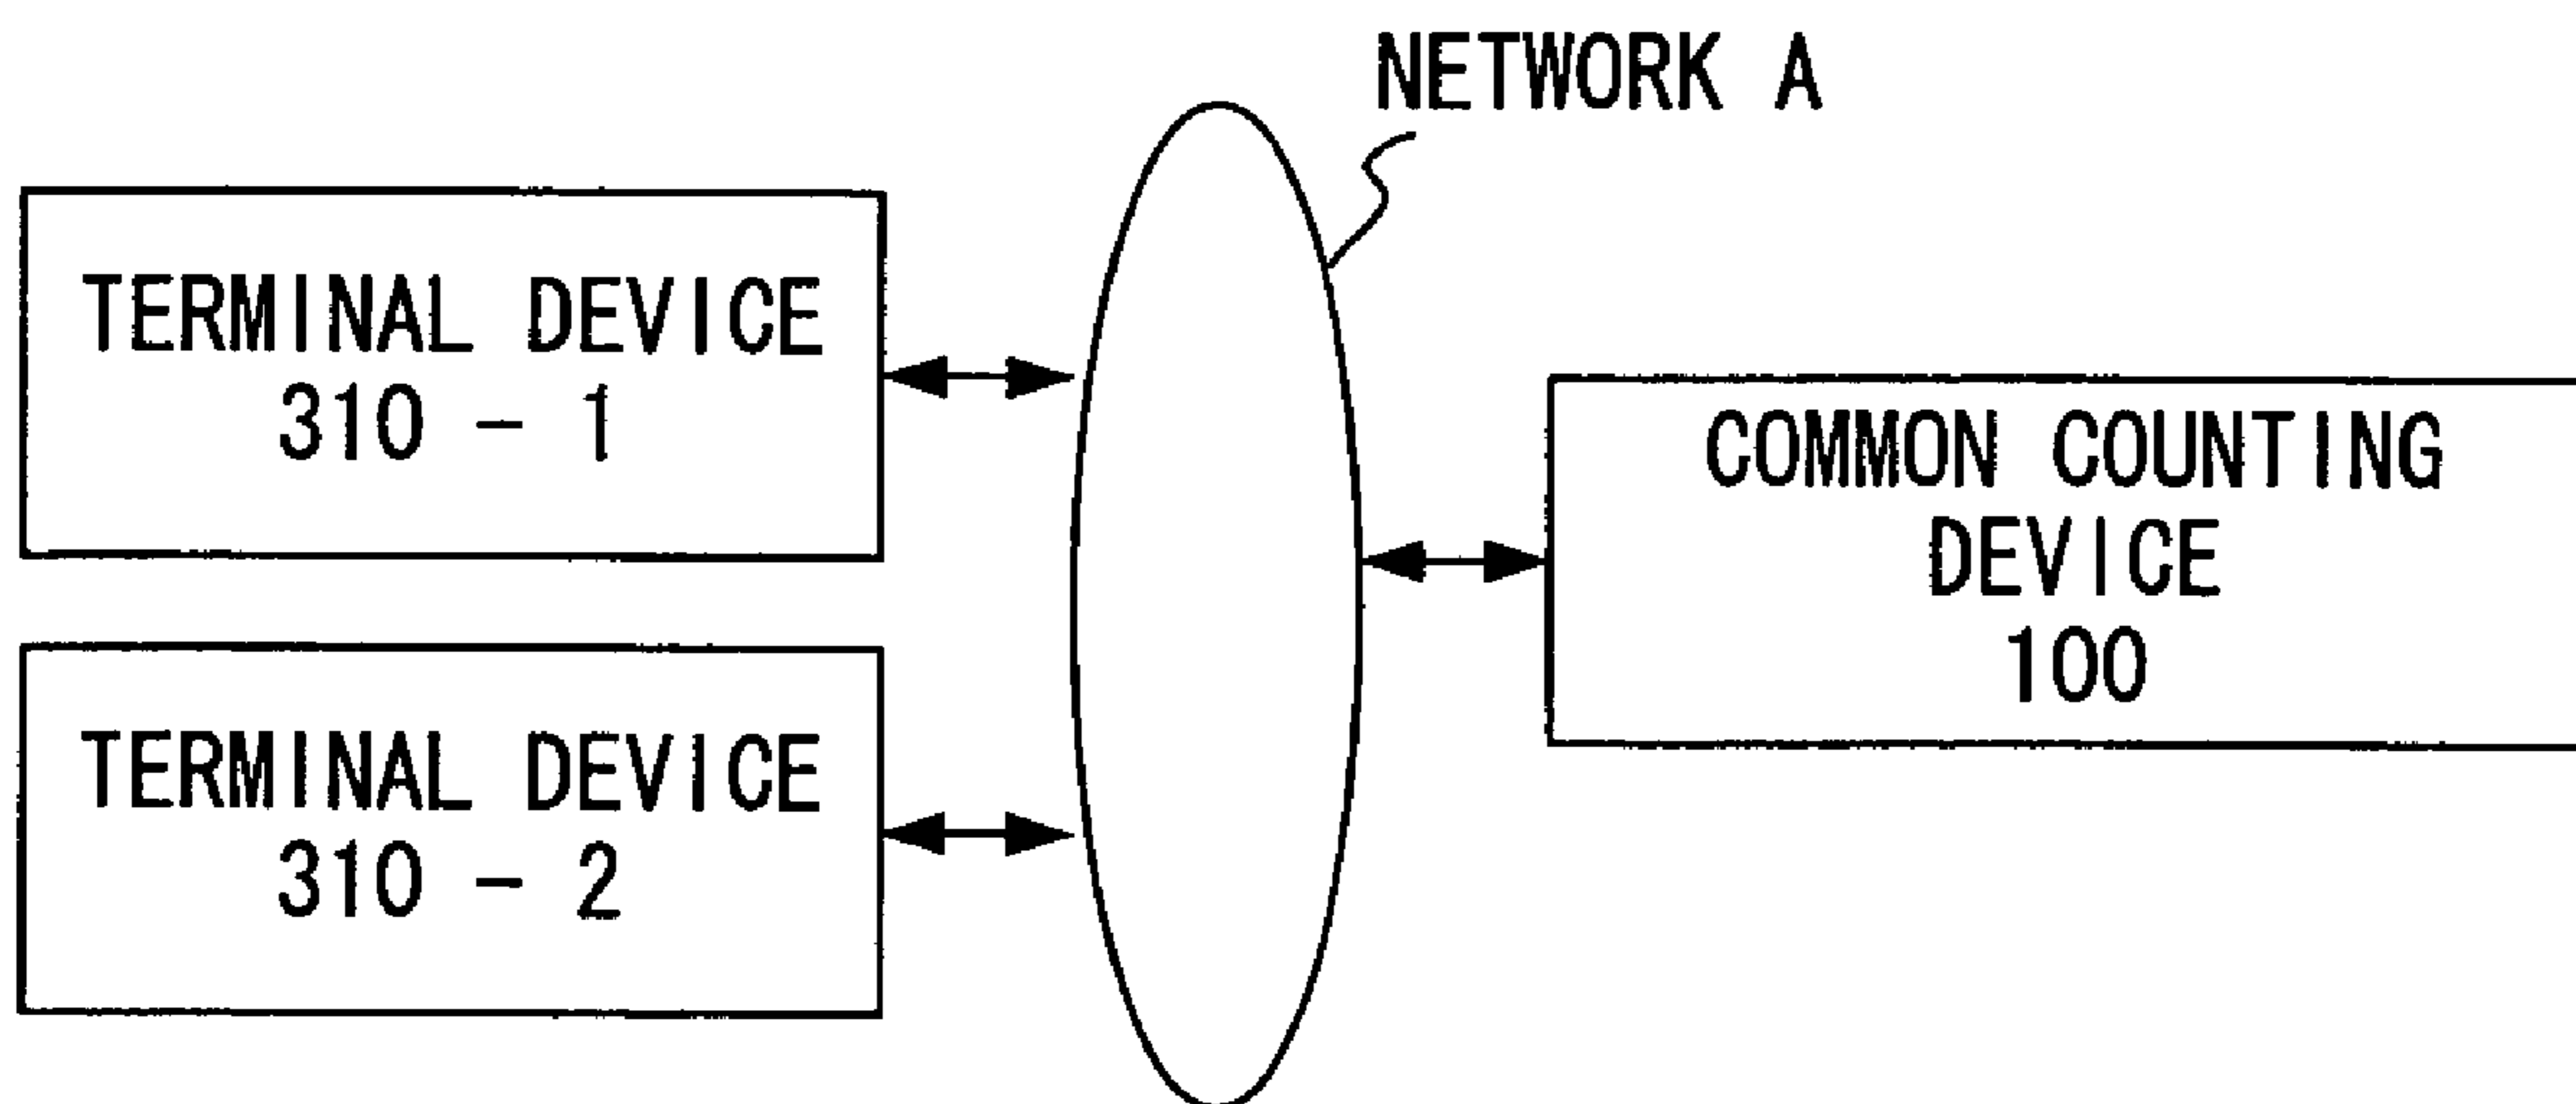 NETWORK A
TERMINAL DEVICE
310 - 1
COMMON COUNTING
DEVICE
100
TERMINAL DEVICE
310 - 2